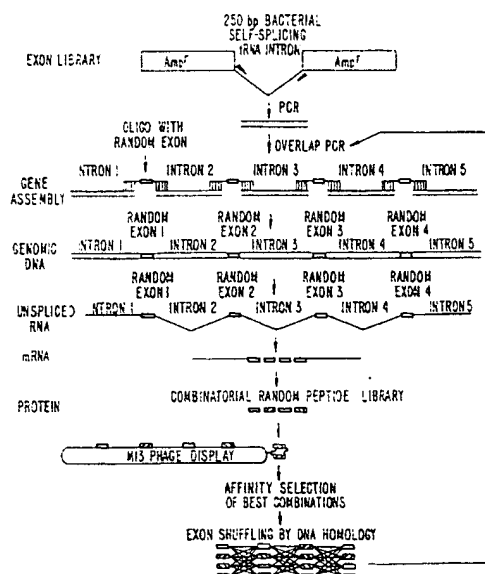 250 bp BACTERIAL
SELF-SPLICING
tRNA INTRON
EXON LIBRARY
Ampʳ
Ampʳ
PCR
OLIGO WITH
RANDOM EXON
OVERLAP PCR
INTRON 1
INTRON 2
INTRON 3
INTRON 4
INTRON 5
GENE
ASSEMBLY
RANDOM
EXON 1
RANDOM
EXON 2
RANDOM
EXON 3
RANDOM
EXON 4
GENOMIC
DNA
INTRON 1
INTRON 2
INTRON 3
INTRON 4
INTRON 5
RANDOM
EXON 1
RANDOM
EXON 2
RANDOM
EXON 3
RANDOM
EXON 4
UNSPLICED
RNA
INTRON 1
INTRON 2
INTRON 3
INTRON 4
INTRON 5
mRNA
PROTEIN
COMBINATORIAL RANDOM PEPTIDE LIBRARY
M13 PHAGE DISPLAY
AFFINITY SELECTION
OF BEST COMBINATIONS
EXON SHUFFLING BY DNA HOMOLOGY